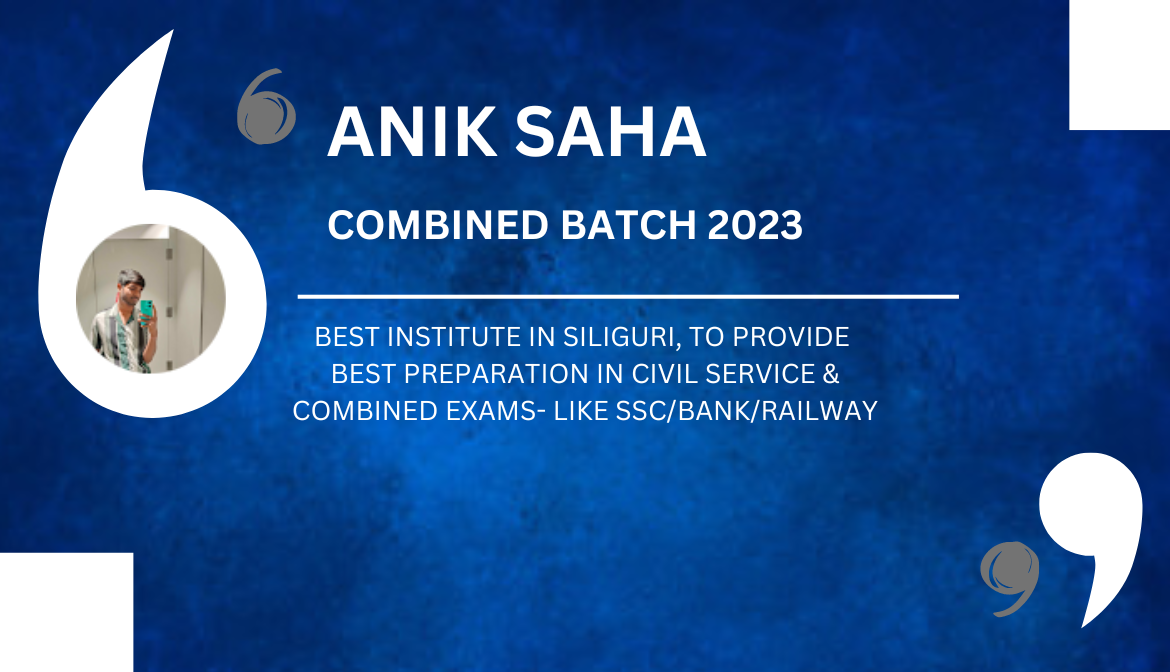 ANIK SAHA
COMBINED BATCH 2023
BEST INSTITUTE IN SILIGURI, TO PROVIDE
BEST PREPARATION IN CIVIL SERVICE &
COMBINED EXAMS- LIKE SSC/BANK/RAILWAY